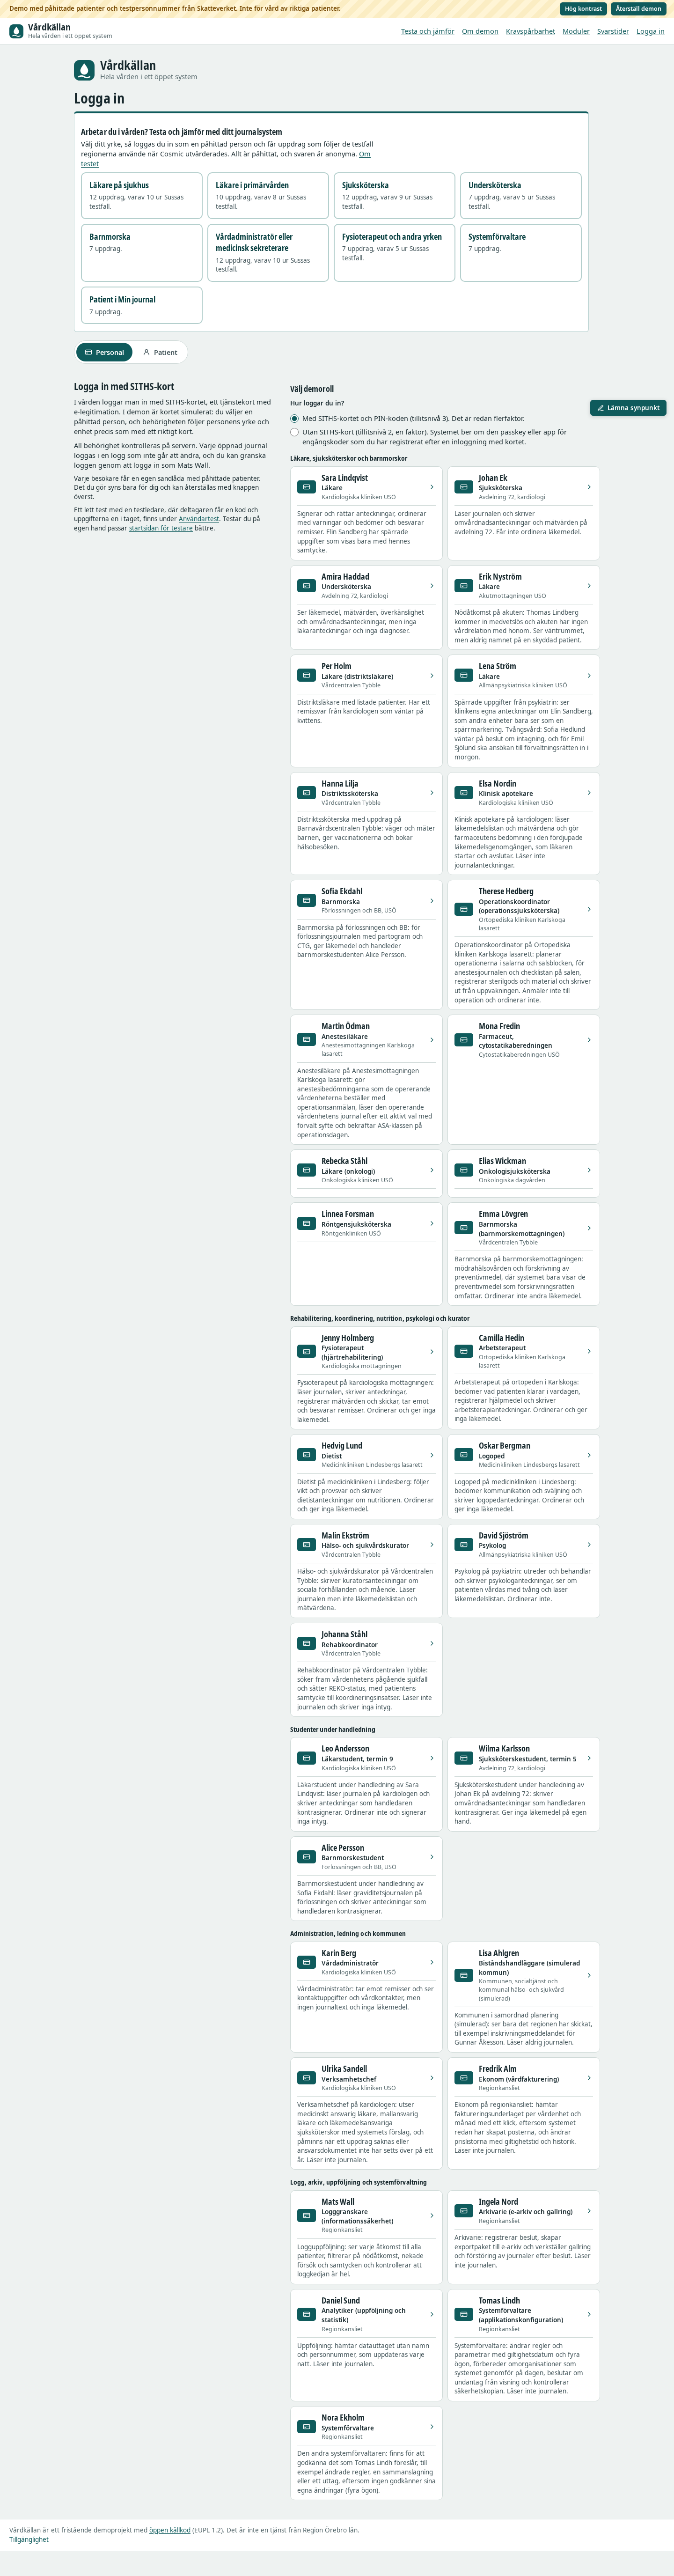 Demo med påhittade patienter och testpersonnummer från Skatteverket. Inte för vård av riktiga patienter.
Hög kontrast
Återställ demon
Vårdkällan
Hela vården i ett öppet system
Testa och jämför
Om demon
Kravspårbarhet
Moduler
Svarstider
Logga in
Vårdkällan
Hela vården i ett öppet system
Logga in
Arbetar du i vården? Testa och jämför med ditt journalsystem
Välj ditt yrke, så loggas du in som en påhittad person och får uppdrag som följer de testfall
regionerna använde när Cosmic utvärderades. Allt är påhittat, och svaren är anonyma. Om
testet
Läkare på sjukhus
12 uppdrag, varav 10 ur Sussas
testfall.
Läkare i primärvården
10 uppdrag, varav 8 ur Sussas
testfall.
Sjuksköterska
12 uppdrag, varav 9 ur Sussas
testfall.
Undersköterska
7 uppdrag, varav 5 ur Sussas
testfall.
Barnmorska
7 uppdrag.
Vårdadministratör eller
medicinsk sekreterare
12 uppdrag, varav 10 ur Sussas
testfall.
Fysioterapeut och andra yrken
7 uppdrag, varav 5 ur Sussas
testfall.
Systemförvaltare
7 uppdrag.
Patient i Min journal
7 uppdrag.
Personal
Patient
Logga in med SITHS-kort
I vården loggar man in med SITHS-kortet, ett tjänstekort med
e-legitimation. I demon är kortet simulerat: du väljer en
påhittad person, och behörigheten följer personens yrke och
enhet precis som med ett riktigt kort.
All behörighet kontrolleras på servern. Varje öppnad journal
loggas i en logg som inte går att ändra, och du kan granska
loggen genom att logga in som Mats Wall.
Varje besökare får en egen databas med påhittade patienter.
Det du gör syns bara för dig och kan återställas med knappen
överst.
Ett lett test med en testledare, där deltagaren får en kod och
uppgifterna en i taget, finns under Användartest. Testar du på
egen hand passar startsidan för testare bättre.
Välj demoroll
Hur loggar du in?
Med SITHS-kortet och PIN-koden (tillitsnivå 3). Det är redan flerfaktor.
Utan SITHS-kort (tillitsnivå 2, en faktor). Systemet ber om den passkey eller app för
engångskoder som du har registrerat efter en inloggning med kortet.
Lämna synpunkt
Läkare, sjuksköterskor och barnmorskor
Sara Lindqvist
Läkare
Kardiologiska kliniken USÖ
Signerar och rättar anteckningar, ordinerar
med varningar och bedömer och besvarar
remisser. Elin Sandberg har spärrade
uppgifter som visas bara med hennes
samtycke.
Johan Ek
Sjuksköterska
Avdelning 72, kardiologi
Läser journalen och skriver
omvårdnadsanteckningar och mätvärden på
avdelning 72. Får inte ordinera läkemedel.
Amira Haddad
Undersköterska
Avdelning 72, kardiologi
Ser läkemedel, mätvärden, överkänslighet
och omvårdnadsanteckningar, men inga
läkaranteckningar och inga diagnoser.
Erik Nyström
Läkare
Akutmottagningen USÖ
Nödåtkomst på akuten: Thomas Lindberg
kommer in medvetslös och akuten har ingen
vårdrelation med honom. Ser väntrummet,
men aldrig namnet på en skyddad patient.
Per Holm
Läkare (distriktsläkare)
Vårdcentralen Tybble
Distriktsläkare med listade patienter. Har ett
remissvar från kardiologen som väntar på
kvittens.
Lena Ström
Läkare
Allmänpsykiatriska kliniken USÖ
Spärrade uppgifter från psykiatrin: ser
klinikens egna anteckningar om Elin Sandberg,
som andra enheter bara ser som en
spärrmarkering. Tvångsvård: Sofia Hedlund
väntar på beslut om intagning, och för Emil
Sjölund ska ansökan till förvaltningsrätten in i
morgon.
Hanna Lilja
Distriktssköterska
Vårdcentralen Tybble
Distriktssköterska med uppdrag på
Barnavårdscentralen Tybble: väger och mäter
barnen, ger vaccinationerna och bokar
hälsobesöken.
Elsa Nordin
Klinisk apotekare
Kardiologiska kliniken USÖ
Klinisk apotekare på kardiologen: läser
läkemedelslistan och mätvärdena och gör
farmaceutens bedömning i den fördjupade
läkemedelsgenomgången, som läkaren
startar och avslutar. Läser inte
journalanteckningar.
Sofia Ekdahl
Barnmorska
Förlossningen och BB, USÖ
Barnmorska på förlossningen och BB: för
förlossningsjournalen med partogram och
CTG, ger läkemedel och handleder
barnmorskestudenten Alice Persson.
Therese Hedberg
Operationskoordinator
(operationssjuksköterska)
Ortopediska kliniken Karlskoga
lasarett
Operationskoordinator på Ortopediska
kliniken Karlskoga lasarett: planerar
operationerna i salarna och salsblocken, för
anestesijournalen och checklistan på salen,
registrerar sterilgods och material och skriver
ut från uppvakningen. Anmäler inte till
operation och ordinerar inte.
Martin Ödman
Anestesiläkare
Anestesimottagningen Karlskoga
lasarett
Anestesiläkare på Anestesimottagningen
Karlskoga lasarett: gör
anestesibedömningarna som de opererande
vårdenheterna beställer med
operationsanmälan, läser den opererande
vårdenhetens journal efter ett aktivt val med
förvalt syfte och bekräftar ASA-klassen på
operationsdagen.
Mona Fredin
Farmaceut,
cytostatikaberedningen
Cytostatikaberedningen USÖ
Rebecka Ståhl
Läkare (onkologi)
Onkologiska kliniken USÖ
Elias Wickman
Onkologisjuksköterska
Onkologiska dagvården
Linnea Forsman
Röntgensjuksköterska
Röntgenkliniken USÖ
Emma Lövgren
Barnmorska
(barnmorskemottagningen)
Vårdcentralen Tybble
Barnmorska på barnmorskemottagningen:
mödrahälsovården och förskrivning av
preventivmedel, där systemet bara visar de
preventivmedel som förskrivningsrätten
omfattar. Ordinerar inte andra läkemedel.
Rehabilitering, koordinering, nutrition, psykologi och kurator
Jenny Holmberg
Fysioterapeut
(hjärtrehabilitering)
Kardiologiska mottagningen
Fysioterapeut på kardiologiska mottagningen:
läser journalen, skriver anteckningar,
registrerar mätvärden och skickar, tar emot
och besvarar remisser. Ordinerar och ger inga
läkemedel.
Camilla Hedin
Arbetsterapeut
Ortopediska kliniken Karlskoga
lasarett
Arbetsterapeut på ortopeden i Karlskoga:
bedömer vad patienten klarar i vardagen,
registrerar hjälpmedel och skriver
arbetsterapianteckningar. Ordinerar och ger
inga läkemedel.
Hedvig Lund
Dietist
Medicinkliniken Lindesbergs lasarett
Dietist på medicinkliniken i Lindesberg: följer
vikt och provsvar och skriver
dietistanteckningar om nutritionen. Ordinerar
och ger inga läkemedel.
Oskar Bergman
Logoped
Medicinkliniken Lindesbergs lasarett
Logoped på medicinkliniken i Lindesberg:
bedömer kommunikation och sväljning och
skriver logopedanteckningar. Ordinerar och
ger inga läkemedel.
Malin Ekström
Hälso- och sjukvårdskurator
Vårdcentralen Tybble
Hälso- och sjukvårdskurator på Vårdcentralen
Tybble: skriver kuratorsanteckningar om
sociala förhållanden och mående. Läser
journalen men inte läkemedelslistan och
mätvärdena.
David Sjöström
Psykolog
Allmänpsykiatriska kliniken USÖ
Psykolog på psykiatrin: utreder och behandlar
och skriver psykologanteckningar, ser om
patienten vårdas med tvång och läser
läkemedelslistan. Ordinerar inte.
Johanna Ståhl
Rehabkoordinator
Vårdcentralen Tybble
Rehabkoordinator på Vårdcentralen Tybble:
söker fram vårdenhetens pågående sjukfall
och sätter REKO-status, med patientens
samtycke till koordineringsinsatser. Läser inte
journalen och skriver inga intyg.
Studenter under handledning
Leo Andersson
Läkarstudent, termin 9
Kardiologiska kliniken USÖ
Läkarstudent under handledning av Sara
Lindqvist: läser journalen på kardiologen och
skriver anteckningar som handledaren
kontrasignerar. Ordinerar inte och signerar
inga intyg.
Wilma Karlsson
Sjuksköterskestudent, termin 5
Avdelning 72, kardiologi
Sjuksköterskestudent under handledning av
Johan Ek på avdelning 72: skriver
omvårdnadsanteckningar som handledaren
kontrasignerar. Ger inga läkemedel på egen
hand.
Alice Persson
Barnmorskestudent
Förlossningen och BB, USÖ
Barnmorskestudent under handledning av
Sofia Ekdahl: läser graviditetsjournalen på
förlossningen och skriver anteckningar som
handledaren kontrasignerar.
Administration, ledning och kommunen
Karin Berg
Vårdadministratör
Kardiologiska kliniken USÖ
Vårdadministratör: tar emot remisser och ser
kontaktuppgifter och vårdkontakter, men
ingen journaltext och inga läkemedel.
Lisa Ahlgren
Biståndshandläggare (simulerad
kommun)
Kommunen, socialtjänst och
kommunal hälso- och sjukvård
(simulerad)
Kommunen i samordnad planering
(simulerad): ser bara det regionen har skickat,
till exempel inskrivningsmeddelandet för
Gunnar Åkesson. Läser aldrig journalen.
Ulrika Sandell
Verksamhetschef
Kardiologiska kliniken USÖ
Verksamhetschef på kardiologen: utser
medicinskt ansvarig läkare, mallansvarig
läkare och läkemedelsansvariga
sjuksköterskor med systemets förslag, och
påminns när ett uppdrag saknas eller
ansvarsdokumentet inte har setts över på ett
år. Läser inte journalen.
Fredrik Alm
Ekonom (vårdfakturering)
Regionkansliet
Ekonom på regionkansliet: hämtar
faktureringsunderlaget per vårdenhet och
månad med ett klick, eftersom systemet
redan har skapat posterna, och ändrar
prislistorna med giltighetstid och historik.
Läser inte journalen.
Logg, arkiv, uppföljning och systemförvaltning
Mats Wall
Logggranskare
(informationssäkerhet)
Regionkansliet
Logguppföljning: ser varje åtkomst till alla
patienter, filtrerar på nödåtkomst, nekade
försök och samtycken och kontrollerar att
loggkedjan är hel.
Ingela Nord
Arkivarie (e-arkiv och gallring)
Regionkansliet
Arkivarie: registrerar beslut, skapar
exportpaket till e-arkiv och verkställer gallring
och förstöring av journaler efter beslut. Läser
inte journalen.
Daniel Sund
Analytiker (uppföljning och
statistik)
Regionkansliet
Uppföljning: hämtar datauttaget utan namn
och personnummer, som uppdateras varje
natt. Läser inte journalen.
Tomas Lindh
Systemförvaltare
(applikationskonfiguration)
Regionkansliet
Systemförvaltare: ändrar regler och
parametrar med giltighetsdatum och fyra
ögon, förbereder omorganisationer som
systemet genomför på dagen, beslutar om
undantag från visning och kontrollerar
säkerhetskopian. Läser inte journalen.
Nora Ekholm
Systemförvaltare
Regionkansliet
Den andra systemförvaltaren: finns för att
godkänna det som Tomas Lindh föreslår, till
exempel ändrade regler, en sammanslagning
eller ett uttag, eftersom ingen godkänner sina
egna ändringar (fyra ögon).
Vårdkällan är ett fristående demoprojekt med öppen källkod (EUPL 1.2). Det är inte en tjänst från Region Örebro län.
Tillgänglighet